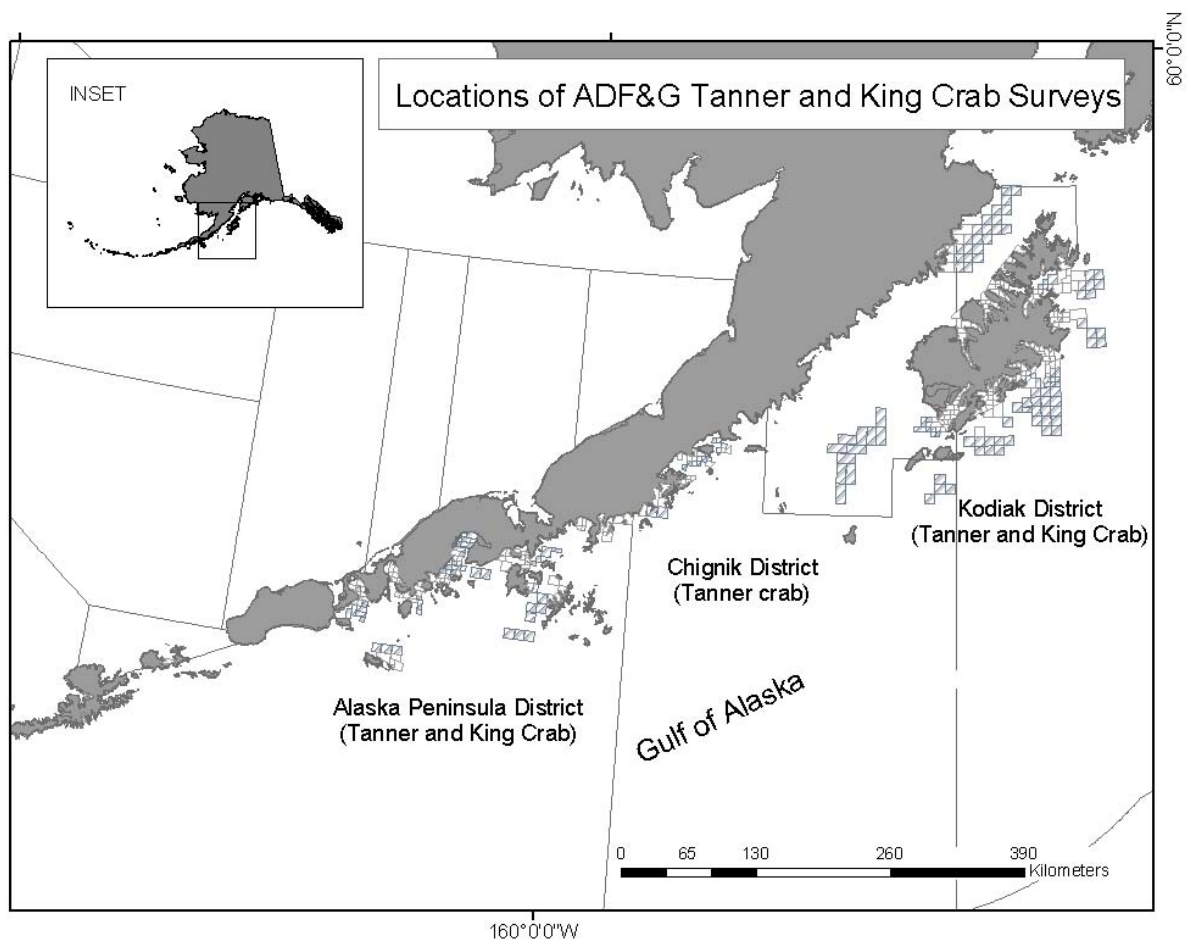 60°0'0"N
INSET
Locations of ADF&G Tanner and King Crab Surveys
Kodiak District
(Tanner and King Crab)
Chignik District
(Tanner crab)
Alaska Peninsula District
(Tanner and King Crab)
Gulf of Alaska
0 65 130 260 390
Kilometers
160°0'0"W